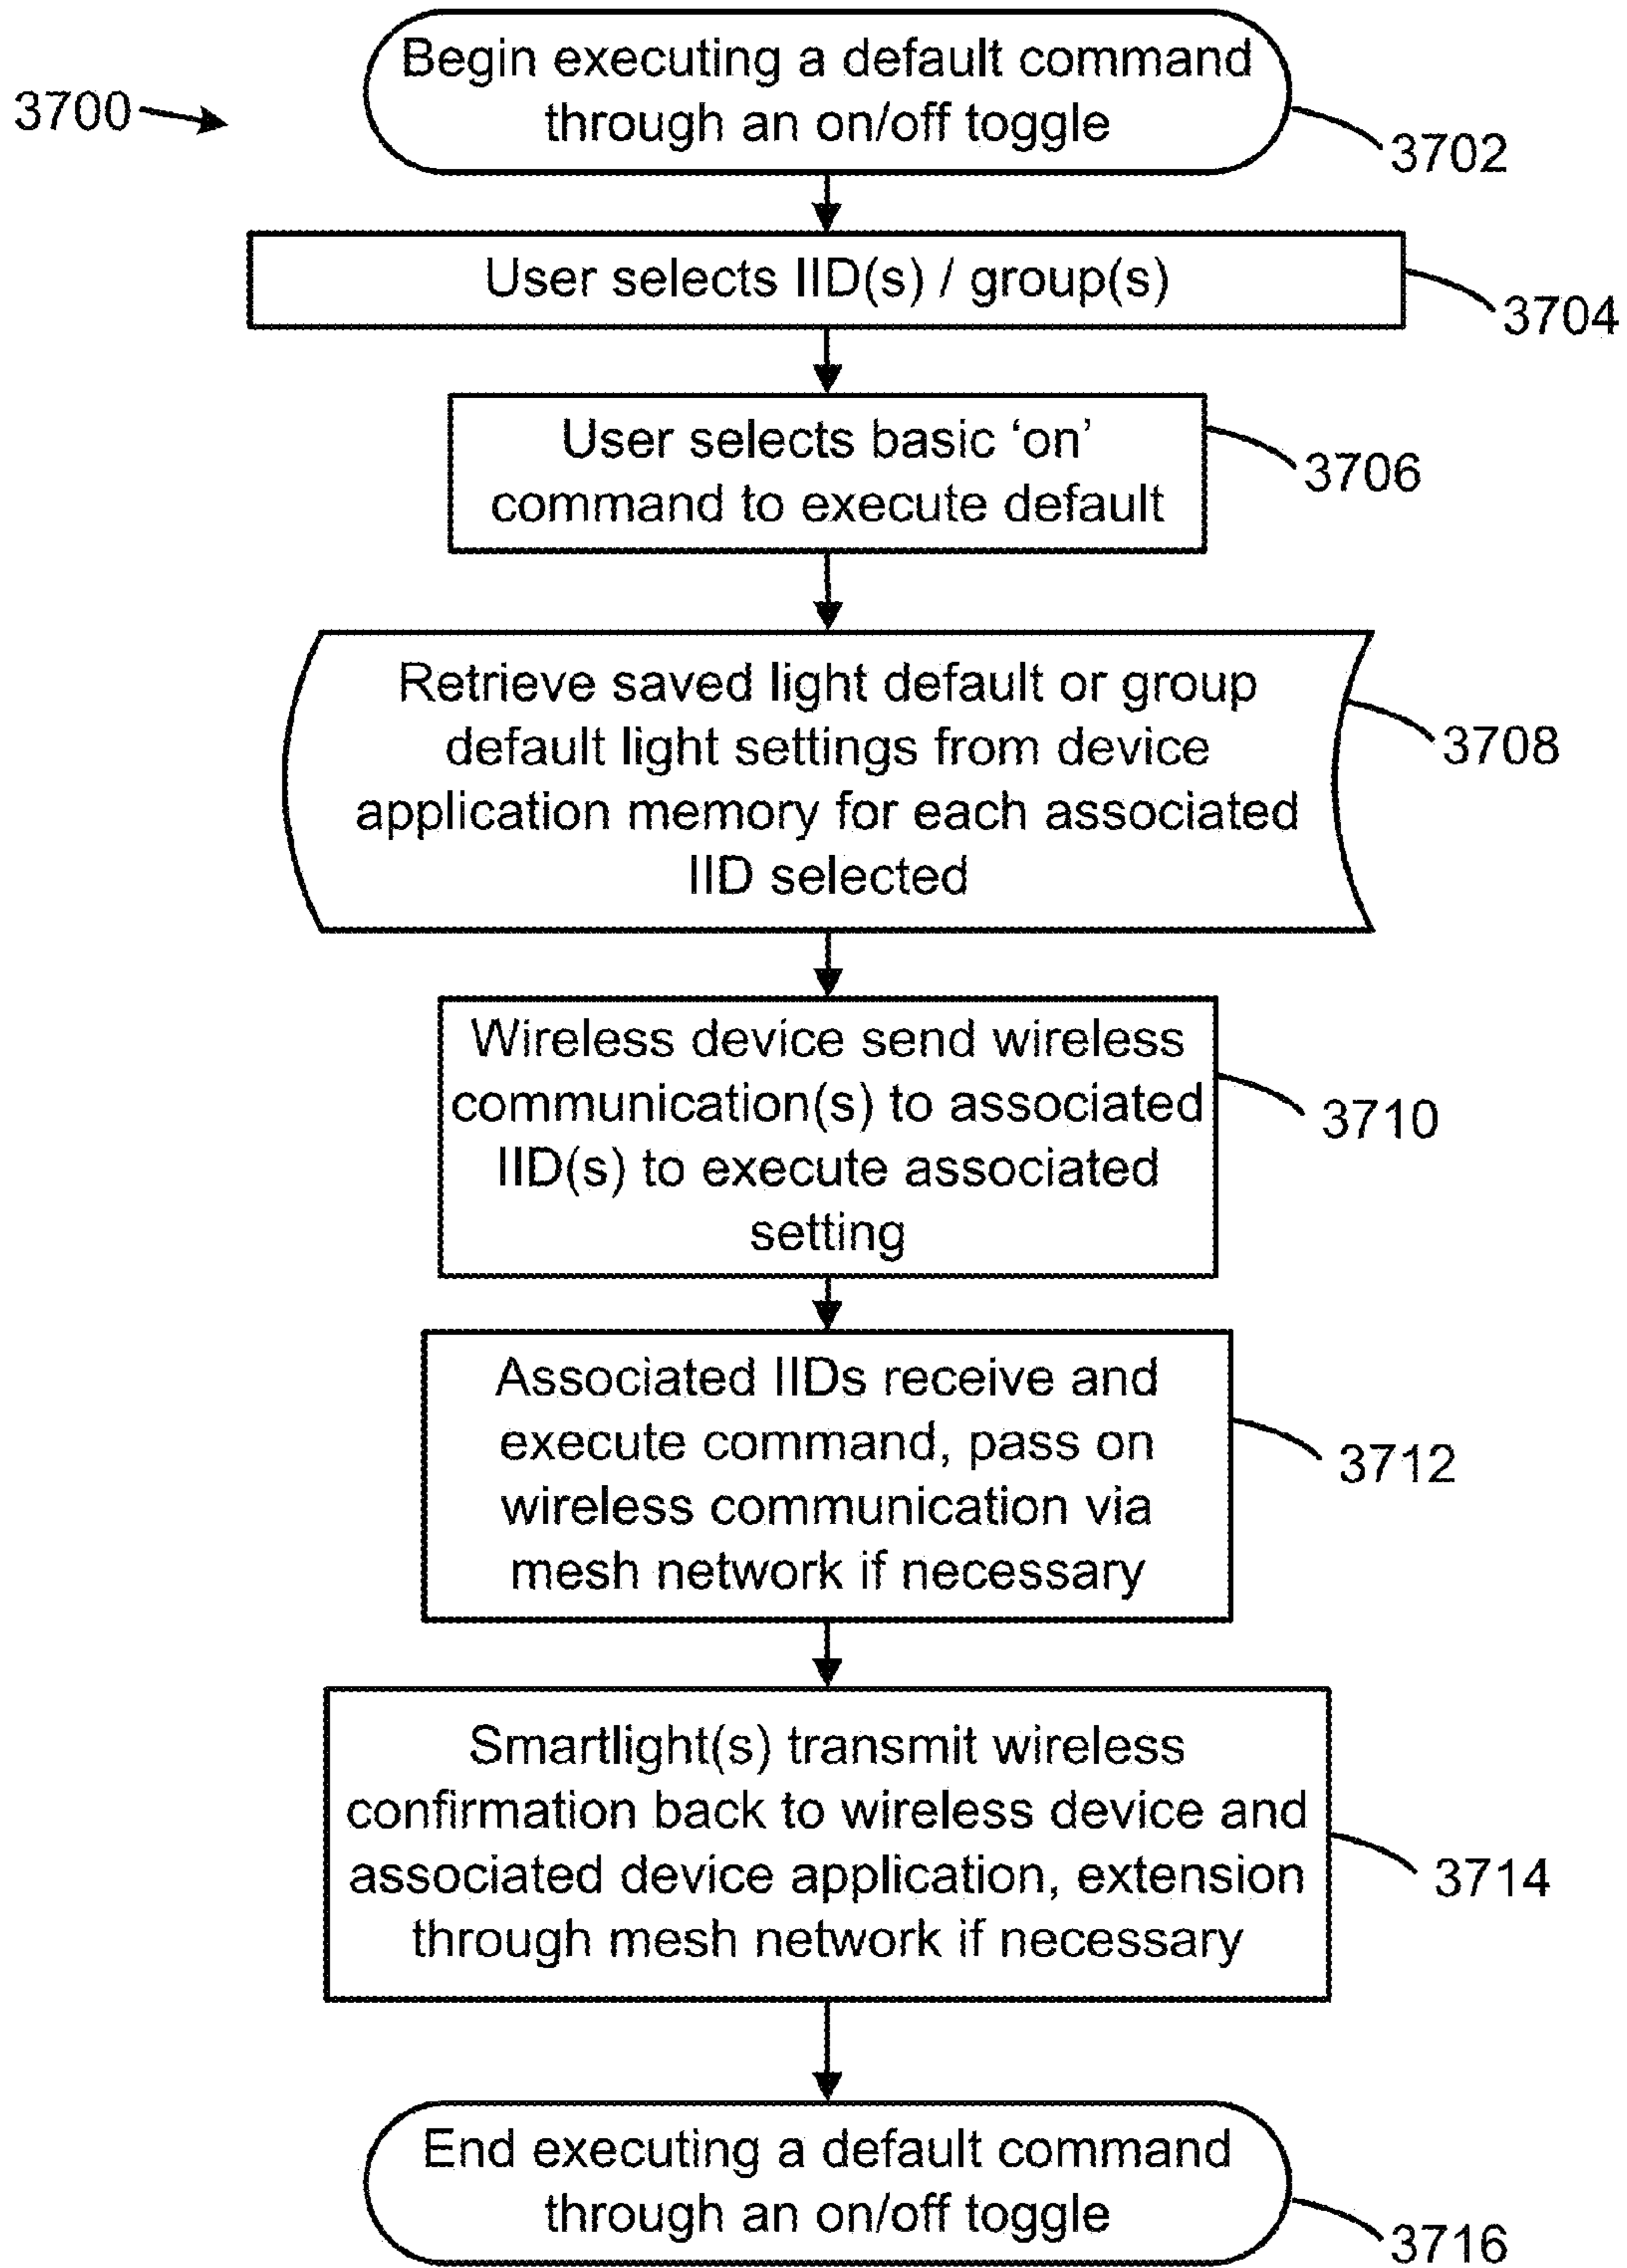 Begin executing a default command
through an on/off toggle
3700
3702
User selects IID(s) / group(s)
3704
User selects basic ‘on’
command to execute default
3706
Retrieve saved light default or group
default light settings from device
application memory for each associated
IID selected
3708
Wireless device send wireless
communication(s) to associated
IID(s) to execute associated
setting
3710
Associated IIDs receive and
execute command, pass on
wireless communication via
mesh network if necessary
3712
Smartlight(s) transmit wireless
confirmation back to wireless device and
associated device application, extension
through mesh network if necessary
3714
End executing a default command
through an on/off toggle
3716